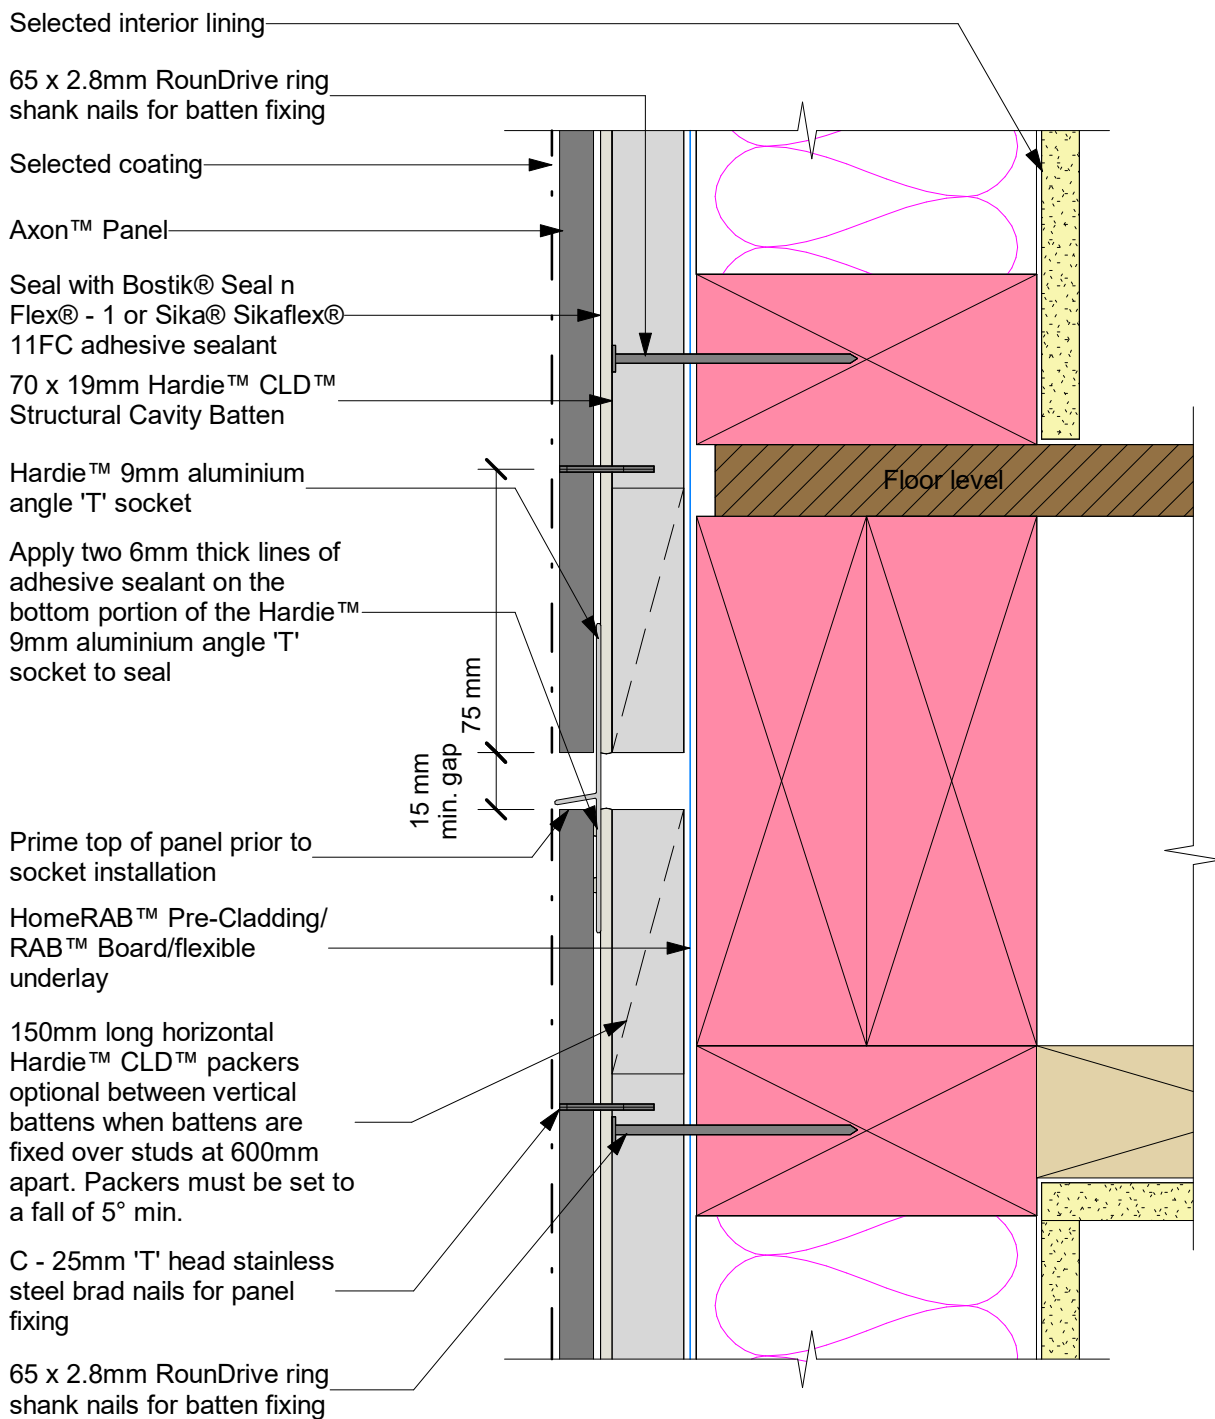 Selected interior lining
65 x 2.8mm RounDrive ring
shank nails for batten fixing
Selected coating
Axon™ Panel
Seal with Bostik® Seal n
Flex® - 1 or Sika® Sikaflex®
11FC adhesive sealant
70 x 19mm Hardie™ CLD™
Structural Cavity Batten
Hardie™ 9mm aluminium
angle 'T' socket
Floor level
Apply two 6mm thick lines of
adhesive sealant on the
bottom portion of the Hardie™
9mm aluminium angle 'T'
socket to seal
75 mm
15 mm
min. gap
Prime top of panel prior to
socket installation
HomeRAB™ Pre-Cladding/
RAB™ Board/flexible
underlay
150mm long horizontal
Hardie™ CLD™ packers
optional between vertical
battens when battens are
fixed over studs at 600mm
apart. Packers must be set to
a fall of 5° min.
C - 25mm 'T' head stainless
steel brad nails for panel
fixing
65 x 2.8mm RounDrive ring
shank nails for batten fixing